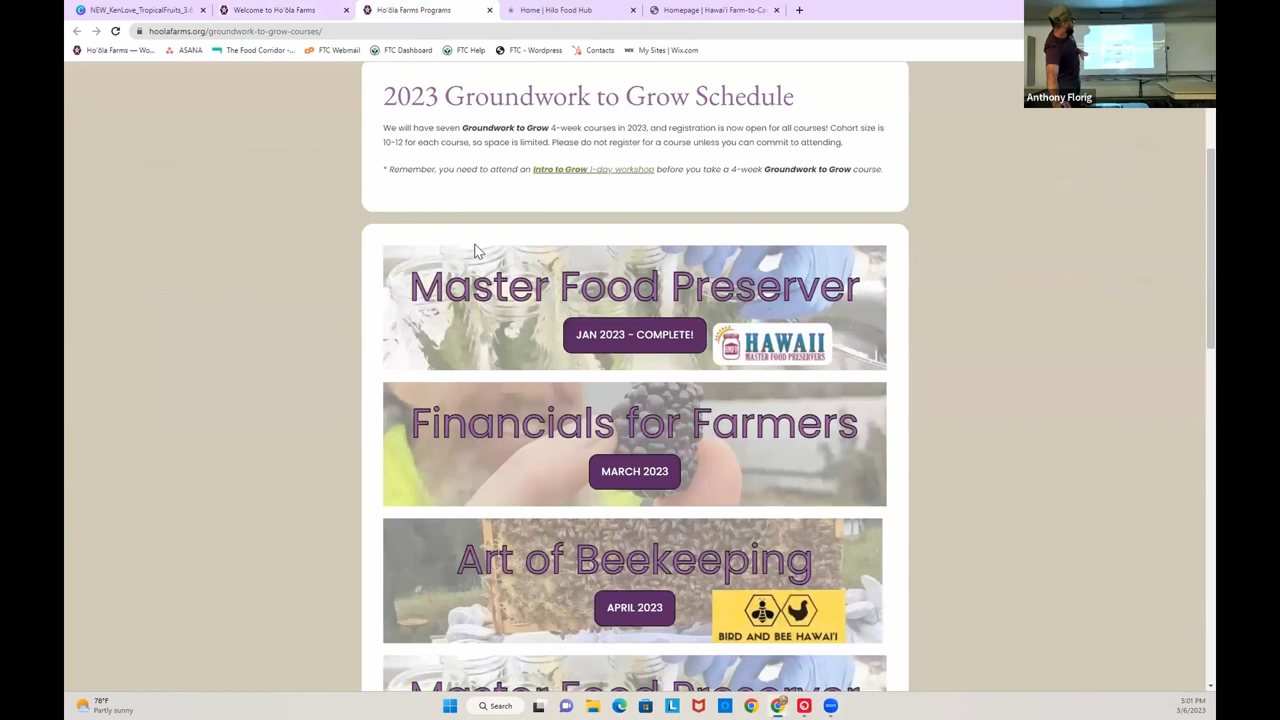 NEW_KenLove_TropicalFruits_3.6
Welcome to Ho'ōla Farms
Ho'ōla Farms Programs
Home | Hilo Food Hub
Homepage | Hawai'i Farm-to-Ca
hoolafarms.org/groundwork-to-grow-courses/
Ho'ōla Farms — Wo...
ASANA
The Food Corridor -...
FTC Webmail
FTC Dashboard
FTC Help
FTC - Wordpress
Contacts
WiX My Sites | Wix.com
Anthony Florig
2023 Groundwork to Grow Schedule
We will have seven Groundwork to Grow 4-week courses in 2023, and registration is now open for all courses! Cohort size is
10-12 for each course, so space is limited. Please do not register for a course unless you can commit to attending.
* Remember, you need to attend an Intro to Grow 1-day workshop before you take a 4-week Groundwork to Grow course.
Master Food Preserver
JAN 2023 - COMPLETE!
HAWAII
MASTER FOOD PRESERVERS
Financials for Farmers
MARCH 2023
Art of Beekeeping
APRIL 2023
BIRD AND BEE HAWAI'I
Master Food Preserver
78°F
Partly sunny
Search
5:01 PM
3/6/2023